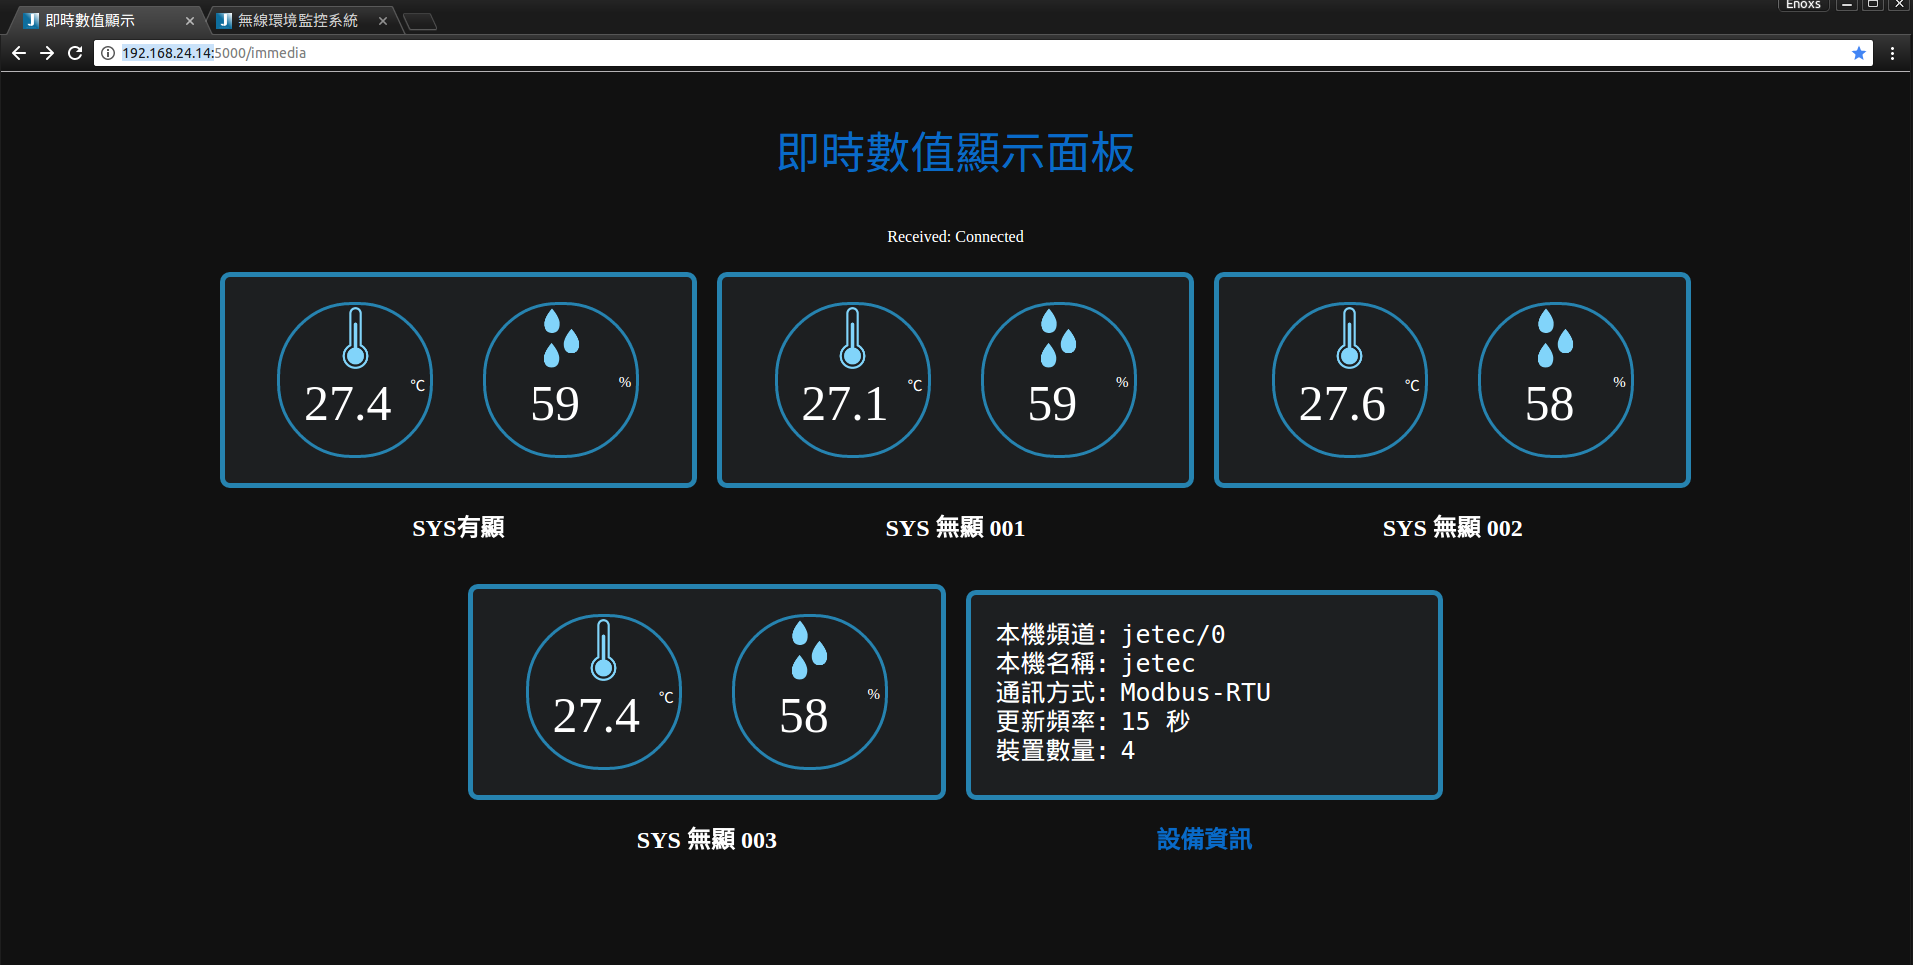 Enoxs
即時數值顯示
無線環境監控系統
192.168.24.14:5000/immedia
即時數值顯示面板
Received: Connected
27.4 ℃
59 %
27.1 ℃
59 %
27.6 ℃
58 %
SYS有顯
SYS 無顯 001
SYS 無顯 002
27.4 ℃
58 %
本機頻道: jetec/0
本機名稱: jetec
通訊方式: Modbus-RTU
更新頻率: 15 秒
裝置數量: 4
SYS 無顯 003
設備資訊